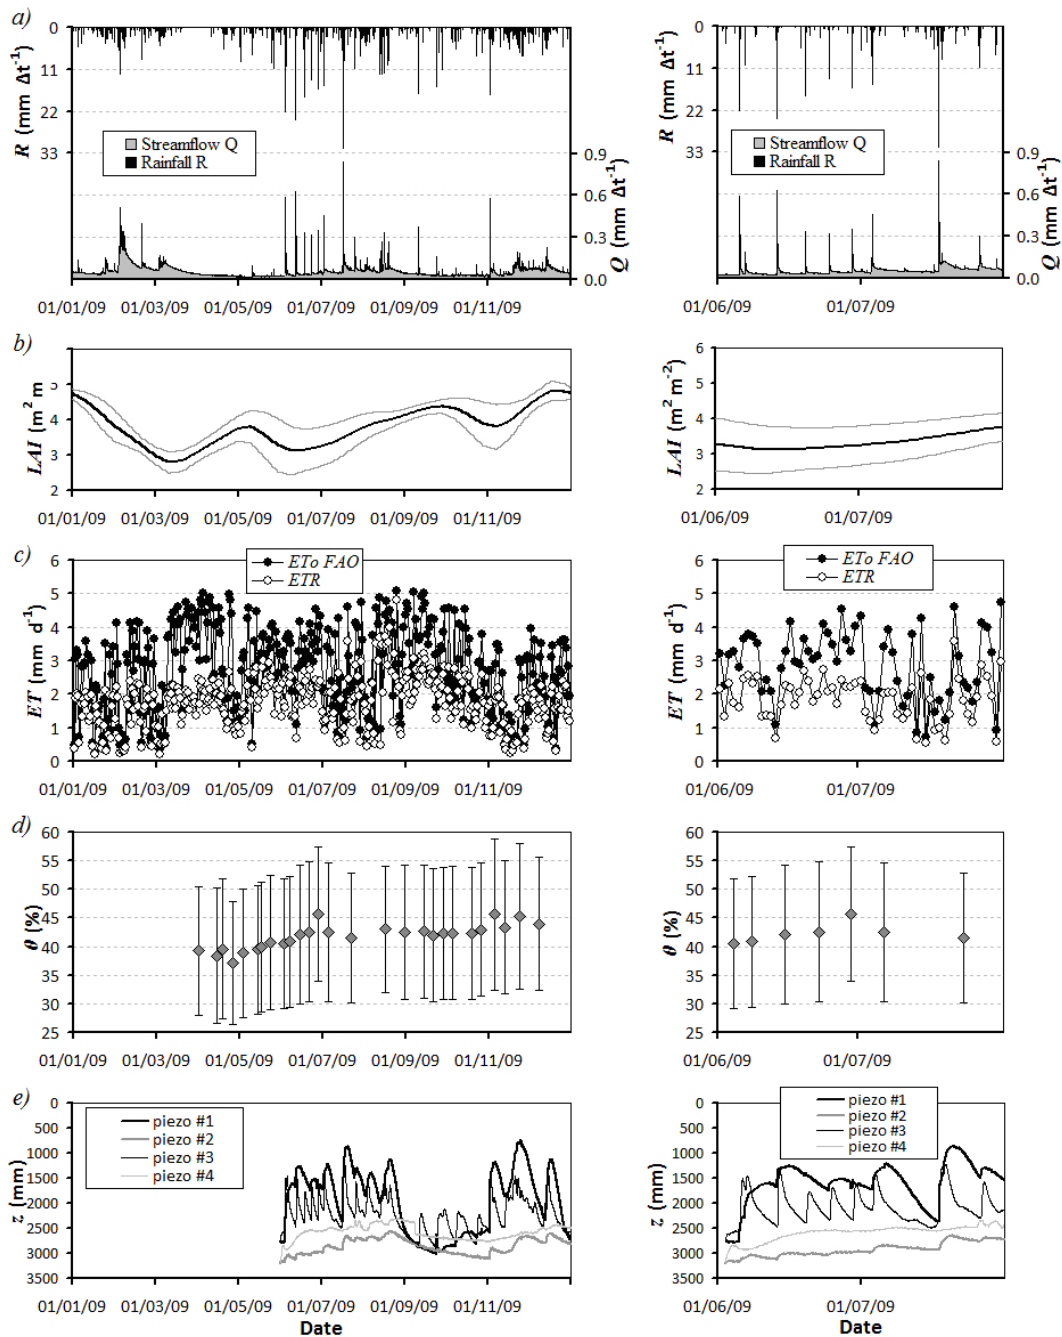 a)
0
11
22
33
R (mm Δt⁻¹)
Streamflow Q
Rainfall R
0.9
0.6
0.3
0.0
Q (mm Δt⁻¹)
01/01/09 01/03/09 01/05/09 01/07/09 01/09/09 01/11/09
0
11
22
33
R (mm Δt⁻¹)
Streamflow Q
Rainfall R
0.9
0.6
0.3
0.0
Q (mm Δt⁻¹)
01/06/09 01/07/09
b)
5
4
3
2
LAI (m² m
01/01/09 01/03/09 01/05/09 01/07/09 01/09/09 01/11/09
6
5
4
3
2
LAI (m² m⁻²)
01/06/09 01/07/09
c)
6
5
4
3
2
1
0
ET (mm d⁻¹)
ETo FAO
ETR
01/01/09 01/03/09 01/05/09 01/07/09 01/09/09 01/11/09
6
5
4
3
2
1
0
ET (mm d⁻¹)
ETo FAO
ETR
01/06/09 01/07/09
d)
60
55
50
45
40
35
30
25
θ (%)
01/01/09 01/03/09 01/05/09 01/07/09 01/09/09 01/11/09
60
55
50
45
40
35
30
25
θ (%)
01/06/09 01/07/09
e)
0
500
1000
1500
2000
2500
3000
3500
z (mm)
piezo #1
piezo #2
piezo #3
piezo #4
01/01/09 01/03/09 01/05/09 01/07/09 01/09/09 01/11/09
Date
0
500
1000
1500
2000
2500
3000
3500
z (mm)
piezo #1
piezo #2
piezo #3
piezo #4
01/06/09 01/07/09
Date